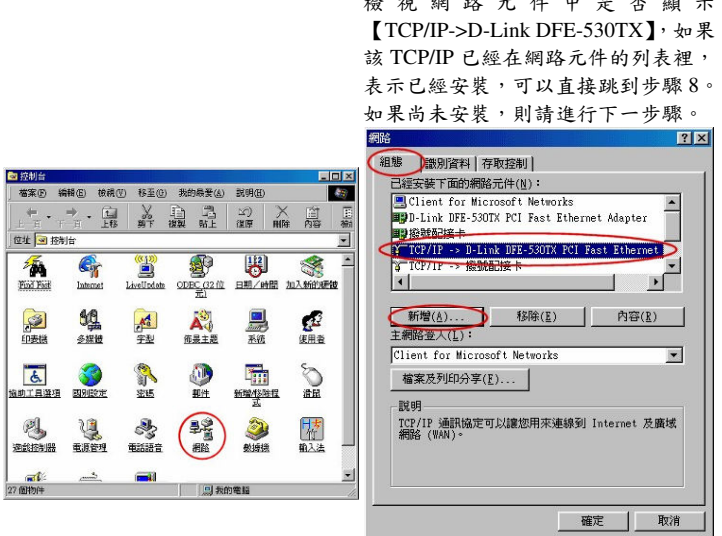 檢視網路元件中是否顯示
【TCP/IP->D-Link DFE-530TX】，如果
該 TCP/IP 已經在網路元件的列表裡，
表示已經安裝，可以直接跳到步驟 8。
如果尚未安裝，則請進行下一步驟。
控制台
檔案(F) 編輯(E) 檢視(V) 移至(G) 我的最愛(A) 說明(H)
上一頁 下一頁 上移 剪下 複製 貼上 復原 刪除 內容 檢
位址 控制台
Find Fast Internet LiveUpdate ODBC (32位元) 日期/時間 加入新的硬體
印表機 多媒體 字型 佈景主題 系統 使用者
協助工具選項 國別設定 密碼 郵件 新增/移除程式 滑鼠
遊戲控制器 電源管理 電話語音 網路 數據機 輸入法
27 個物件 我的電腦
網路
組態 識別資料 存取控制
已經安裝下面的網路元件(N)：
Client for Microsoft Networks
D-Link DFE-530TX PCI Fast Ethernet Adapter
撥號配接卡
TCP/IP -> D-Link DFE-530TX PCI Fast Ethernet
TCP/IP -> 撥號配接卡
新增(A)... 移除(E) 內容(R)
主網路登入(L)：
Client for Microsoft Networks
檔案及列印分享(F)...
說明
TCP/IP 通訊協定可以讓您用來連線到 Internet 及廣域
網路 (WAN)。
確定 取消